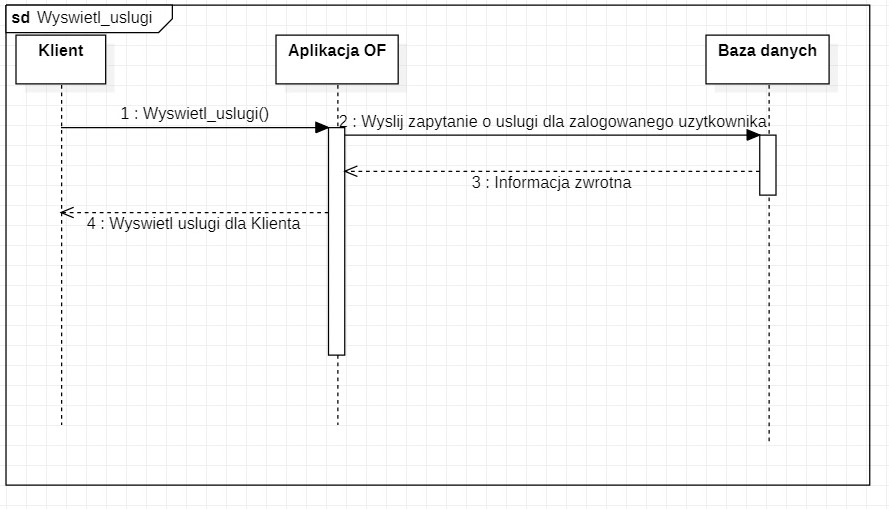 sd Wyswietl_uslugi
Klient
Aplikacja OF
Baza danych
1 : Wyswietl_uslugi()
2 : Wyslij zapytanie o uslugi dla zalogowanego uzytkownika
3 : Informacja zwrotna
4 : Wyswietl uslugi dla Klienta